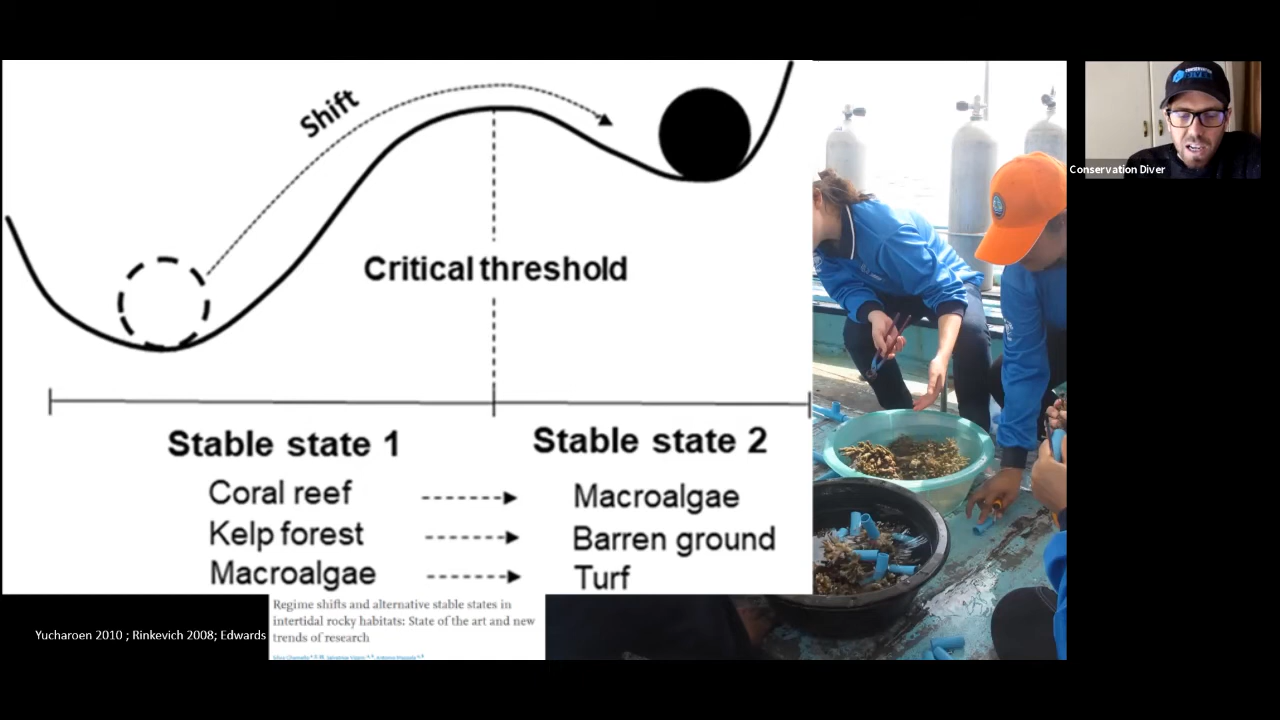 Shift
Critical threshold
Stable state 1
Stable state 2
Coral reef
Macroalgae
Kelp forest
Barren ground
Macroalgae
Turf
Regime shifts and alternative stable states in
intertidal rocky habitats: State of the art and new
trends of research
Yucharoen 2010 ; Rinkevich 2008; Edwards
Conservation Diver